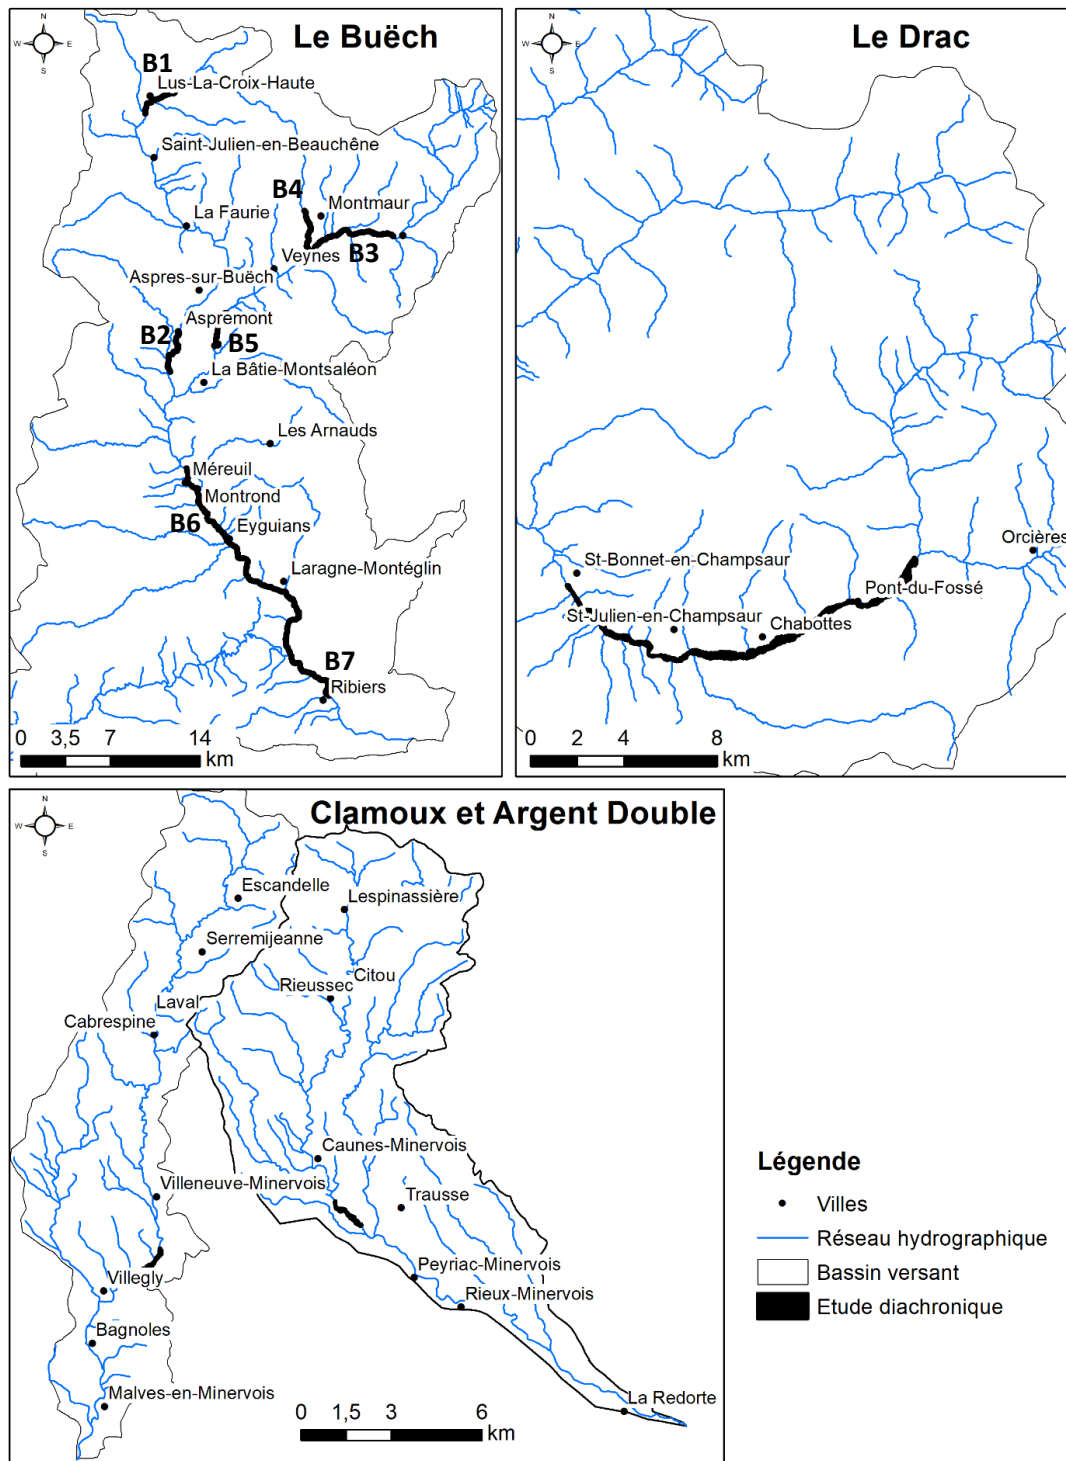 Le Buëch
N
W
E
S
B1
Lus-La-Croix-Haute
Saint-Julien-en-Beauchêne
B4
Montmaur
La Faurie
B3
Veynes
Aspres-sur-Buëch
Aspremont
B2
B5
La Bâtie-Montsaléon
Les Arnauds
Méreuil
Montrond
B6
Eyguians
Laragne-Montéglin
B7
Ribiers
0 3,5 7 14
km
Le Drac
N
W
E
S
Orcières
St-Bonnet-en-Champsaur
Pont-du-Fossé
St-Julien-en-Champsaur
Chabottes
0 2 4 8
km
Clamoux et Argent Double
N
W
E
S
Escandelle
Lespinassière
Serremijeanne
Citou
Rieussec
Laval
Cabrespine
Caunes-Minervois
Villeneuve-Minervois
Trausse
Peyriac-Minervois
Villegly
Rieux-Minervois
Bagnoles
Malves-en-Minervois
La Redorte
0 1,5 3 6
km
Légende
Villes
Réseau hydrographique
Bassin versant
Etude diachronique